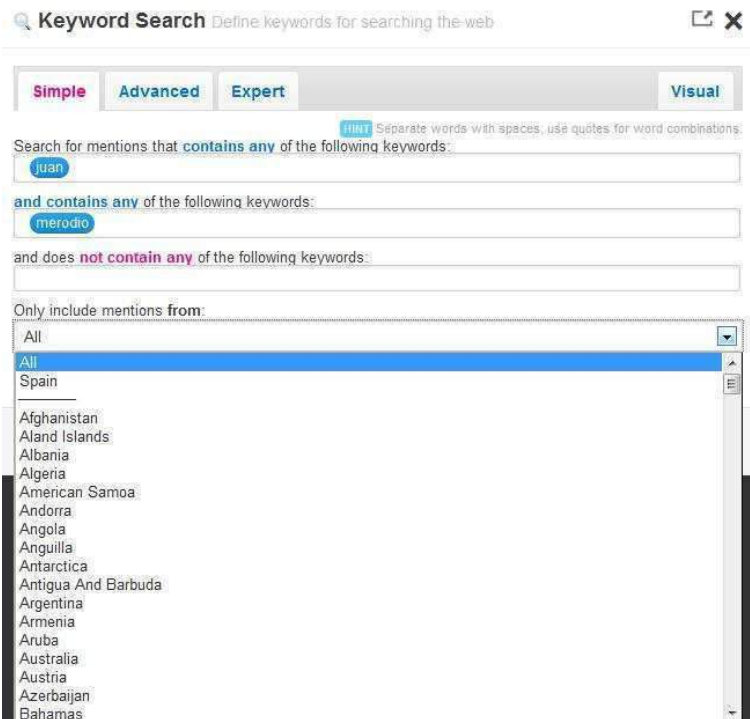 Keyword Search Define keywords for searching the web
Simple Advanced Expert Visual
HINT Separate words with spaces, use quotes for word combinations.
Search for mentions that contains any of the following keywords:
juan
and contains any of the following keywords:
merodio
and does not contain any of the following keywords:
Only include mentions from:
All
All
Spain
Afghanistan
Aland Islands
Albania
Algeria
American Samoa
Andorra
Angola
Anguilla
Antarctica
Antigua And Barbuda
Argentina
Armenia
Aruba
Australia
Austria
Azerbaijan
Bahamas